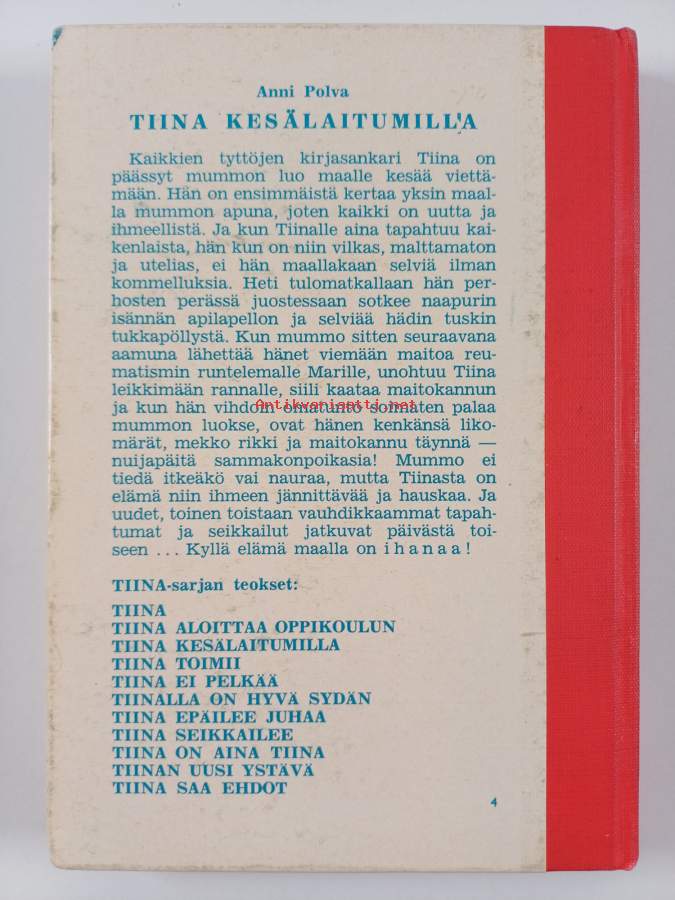 Anni Polva
TIINA KESÄLAITUMILLA
Kaikkien tyttöjen kirjasankari Tiina on
päässyt mummon luo maalle kesää viettä-
mään. Hän on ensimmäistä kertaa yksin maal-
la mummon apuna, joten kaikki on uutta ja
ihmeellistä. Ja kun Tiinalle aina tapahtuu kai-
kenlaista, hän kun on niin vilkas, malttamaton
ja utelias, ei hän maallakaan selviä ilman
kommelluksia. Heti tulomatkallaan hän per-
hosten perässä juostessaan sotkee naapurin
isännän apilapellon ja selviää hädin tuskin
tukkapöllystä. Kun mummo sitten seuraavana
aamuna lähettää hänet viemään maitoa reu-
matismin runtelemalle Marille, unohtuu Tiina
leikkimään rannalle, siili kaataa maitokannun
ja kun hän vihdoin omatunto soimaten palaa
Antikvariaatti.net
mummon luokse, ovat hänen kenkänsä liko-
märät, mekko rikki ja maitokannu täynnä —
nuijapäitä sammakonpoikasia! Mummo ei
tiedä itkeäkö vai nauraa, mutta Tiinasta on
elämä niin ihmeen jännittävää ja hauskaa. Ja
uudet, toinen toistaan vauhdikkaammat tapah-
tumat ja seikkailut jatkuvat päivästä toi-
seen ... Kyllä elämä maalla on ihanaa!
TIINA-sarjan teokset:
TIINA
TIINA ALOITTAA OPPIKOULUN
TIINA KESÄLAITUMILLA
TIINA TOIMII
TIINA EI PELKÄÄ
TIINALLA ON HYVÄ SYDÄN
TIINA EPÄILEE JUHAA
TIINA SEIKKAILEE
TIINA ON AINA TIINA
TIINAN UUSI YSTÄVÄ
TIINA SAA EHDOT
4